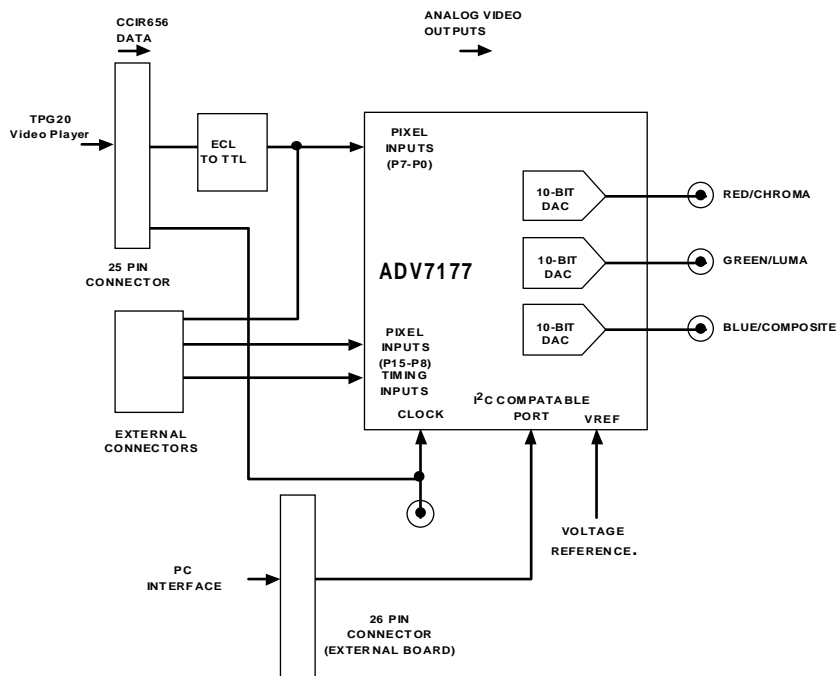 CCIR656
DATA
ANALOG VIDEO
OUTPUTS
TPG20
Video Player
ECL
TO TTL
PIXEL
INPUTS
(P7-P0)
10-BIT
DAC
RED/CHROMA
25 PIN
CONNECTOR
ADV7177
10-BIT
DAC
GREEN/LUMA
10-BIT
DAC
BLUE/COMPOSITE
PIXEL
INPUTS
(P15-P8)
TIMING
INPUTS
CLOCK
I²C COMPATABLE
PORT
VREF
EXTERNAL
CONNECTORS
VOLTAGE
REFERENCE.
PC
INTERFACE
26 PIN
CONNECTOR
(EXTERNAL BOARD)